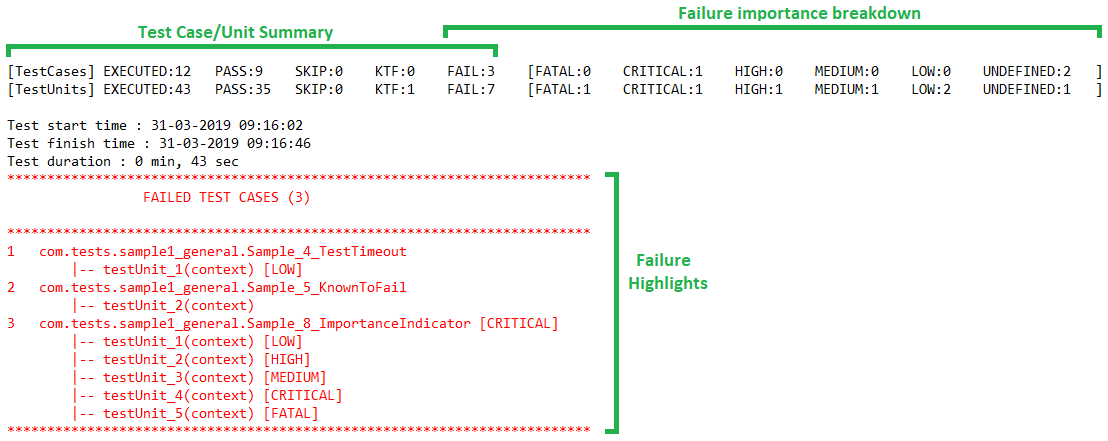 Failure importance breakdown
Test Case/Unit Summary
[TestCases] EXECUTED:12 PASS:9 SKIP:0 KTF:0 FAIL:3 [FATAL:0 CRITICAL:1 HIGH:0 MEDIUM:0 LOW:0 UNDEFINED:2 ]
[TestUnits] EXECUTED:43 PASS:35 SKIP:0 KTF:1 FAIL:7 [FATAL:1 CRITICAL:1 HIGH:1 MEDIUM:1 LOW:2 UNDEFINED:1 ]
Test start time : 31-03-2019 09:16:02
Test finish time : 31-03-2019 09:16:46
Test duration : 0 min, 43 sec
*************************************************************************
FAILED TEST CASES (3)
*************************************************************************
1 com.tests.sample1_general.Sample_4_TestTimeout
|-- testUnit_1(context) [LOW]
2 com.tests.sample1_general.Sample_5_KnownToFail
|-- testUnit_2(context)
3 com.tests.sample1_general.Sample_8_ImportanceIndicator [CRITICAL]
|-- testUnit_1(context) [LOW]
|-- testUnit_2(context) [HIGH]
|-- testUnit_3(context) [MEDIUM]
|-- testUnit_4(context) [CRITICAL]
|-- testUnit_5(context) [FATAL]
*************************************************************************
Failure
Highlights